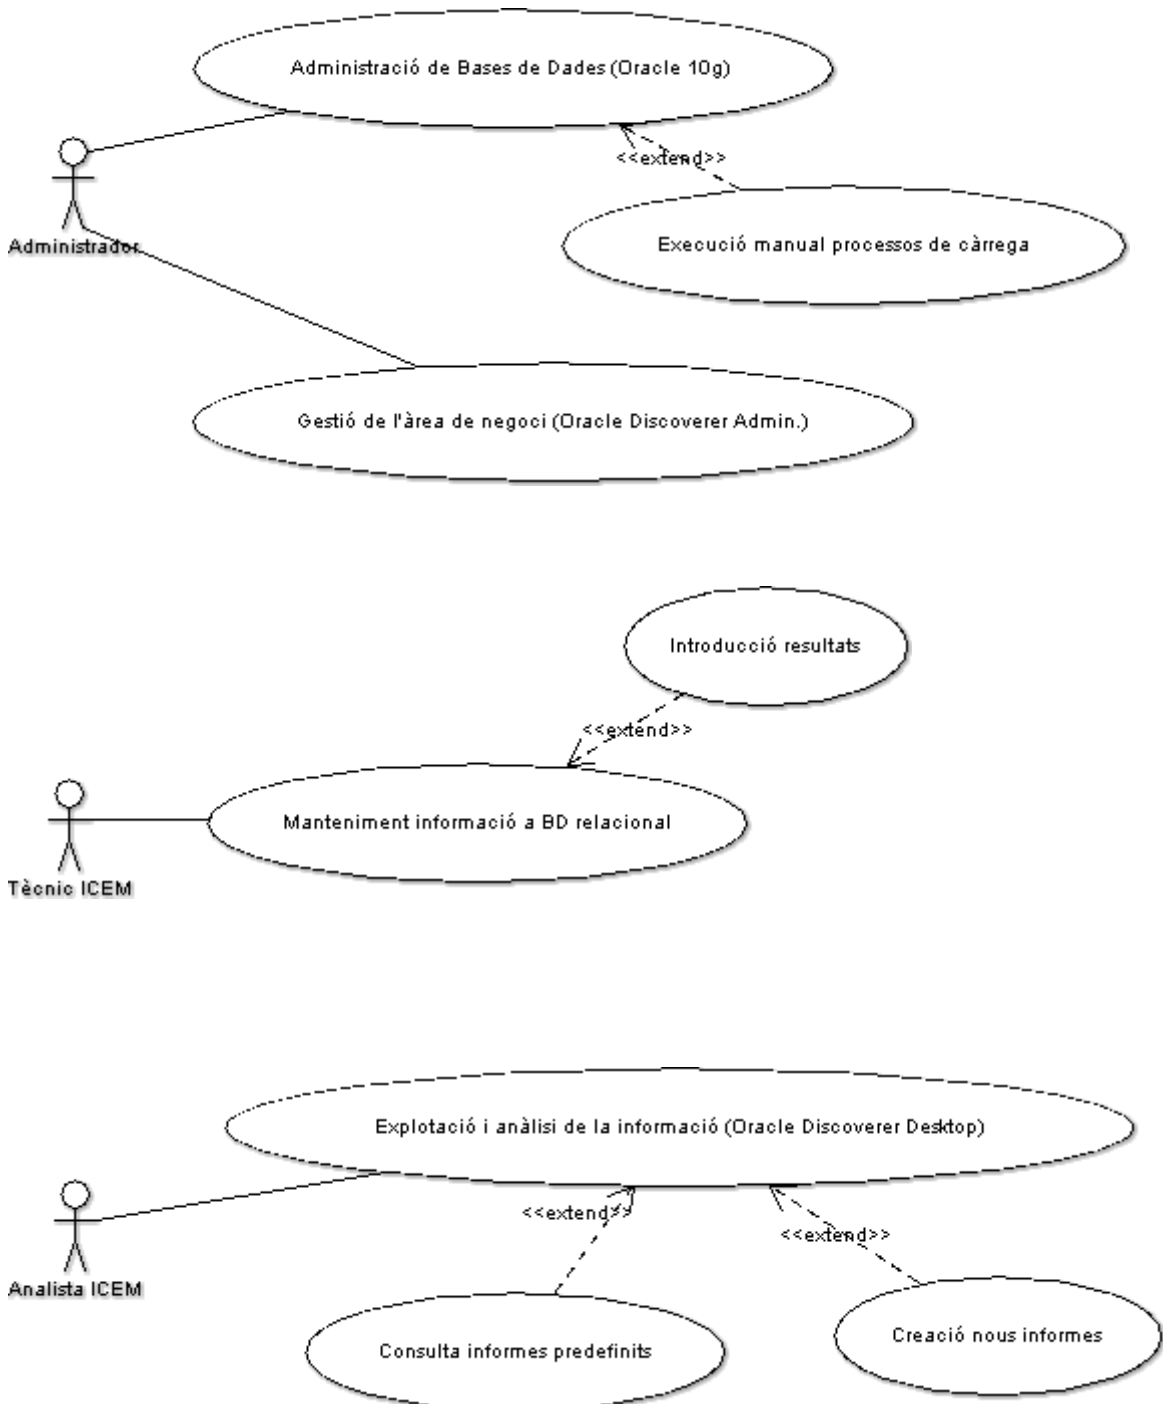 Administració de Bases de Dades (Oracle 10g)
<<extend>>
Execució manual processos de càrrega
Administrador
Gestió de l'àrea de negoci (Oracle Discoverer Admin.)
Introducció resultats
<<extend>>
Manteniment informació a BD relacional
Tècnic ICEM
Explotació i anàlisi de la informació (Oracle Discoverer Desktop)
<<extend>>
<<extend>>
Analista ICEM
Consulta informes predefinits
Creació nous informes